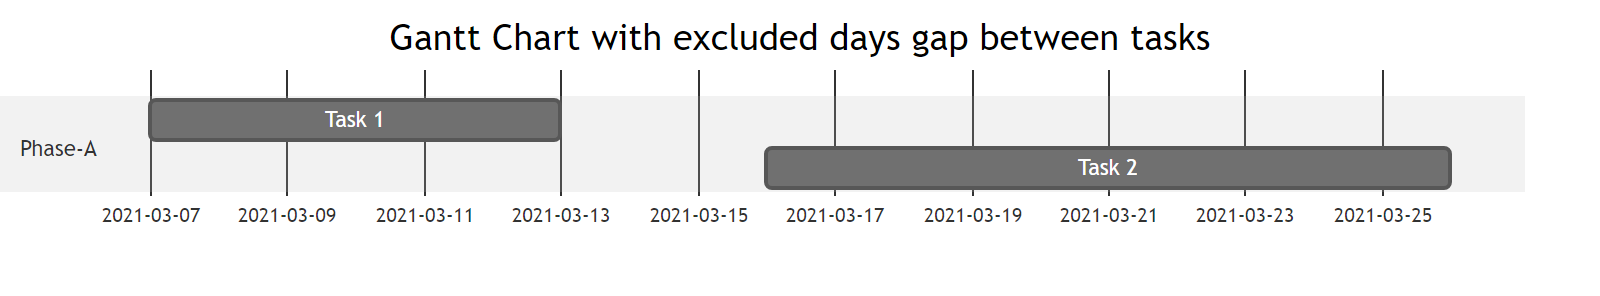 Gantt Chart with excluded days gap between tasks
Task 1
Phase-A
Task 2
2021-03-07 2021-03-09 2021-03-11 2021-03-13 2021-03-15 2021-03-17 2021-03-19 2021-03-21 2021-03-23 2021-03-25